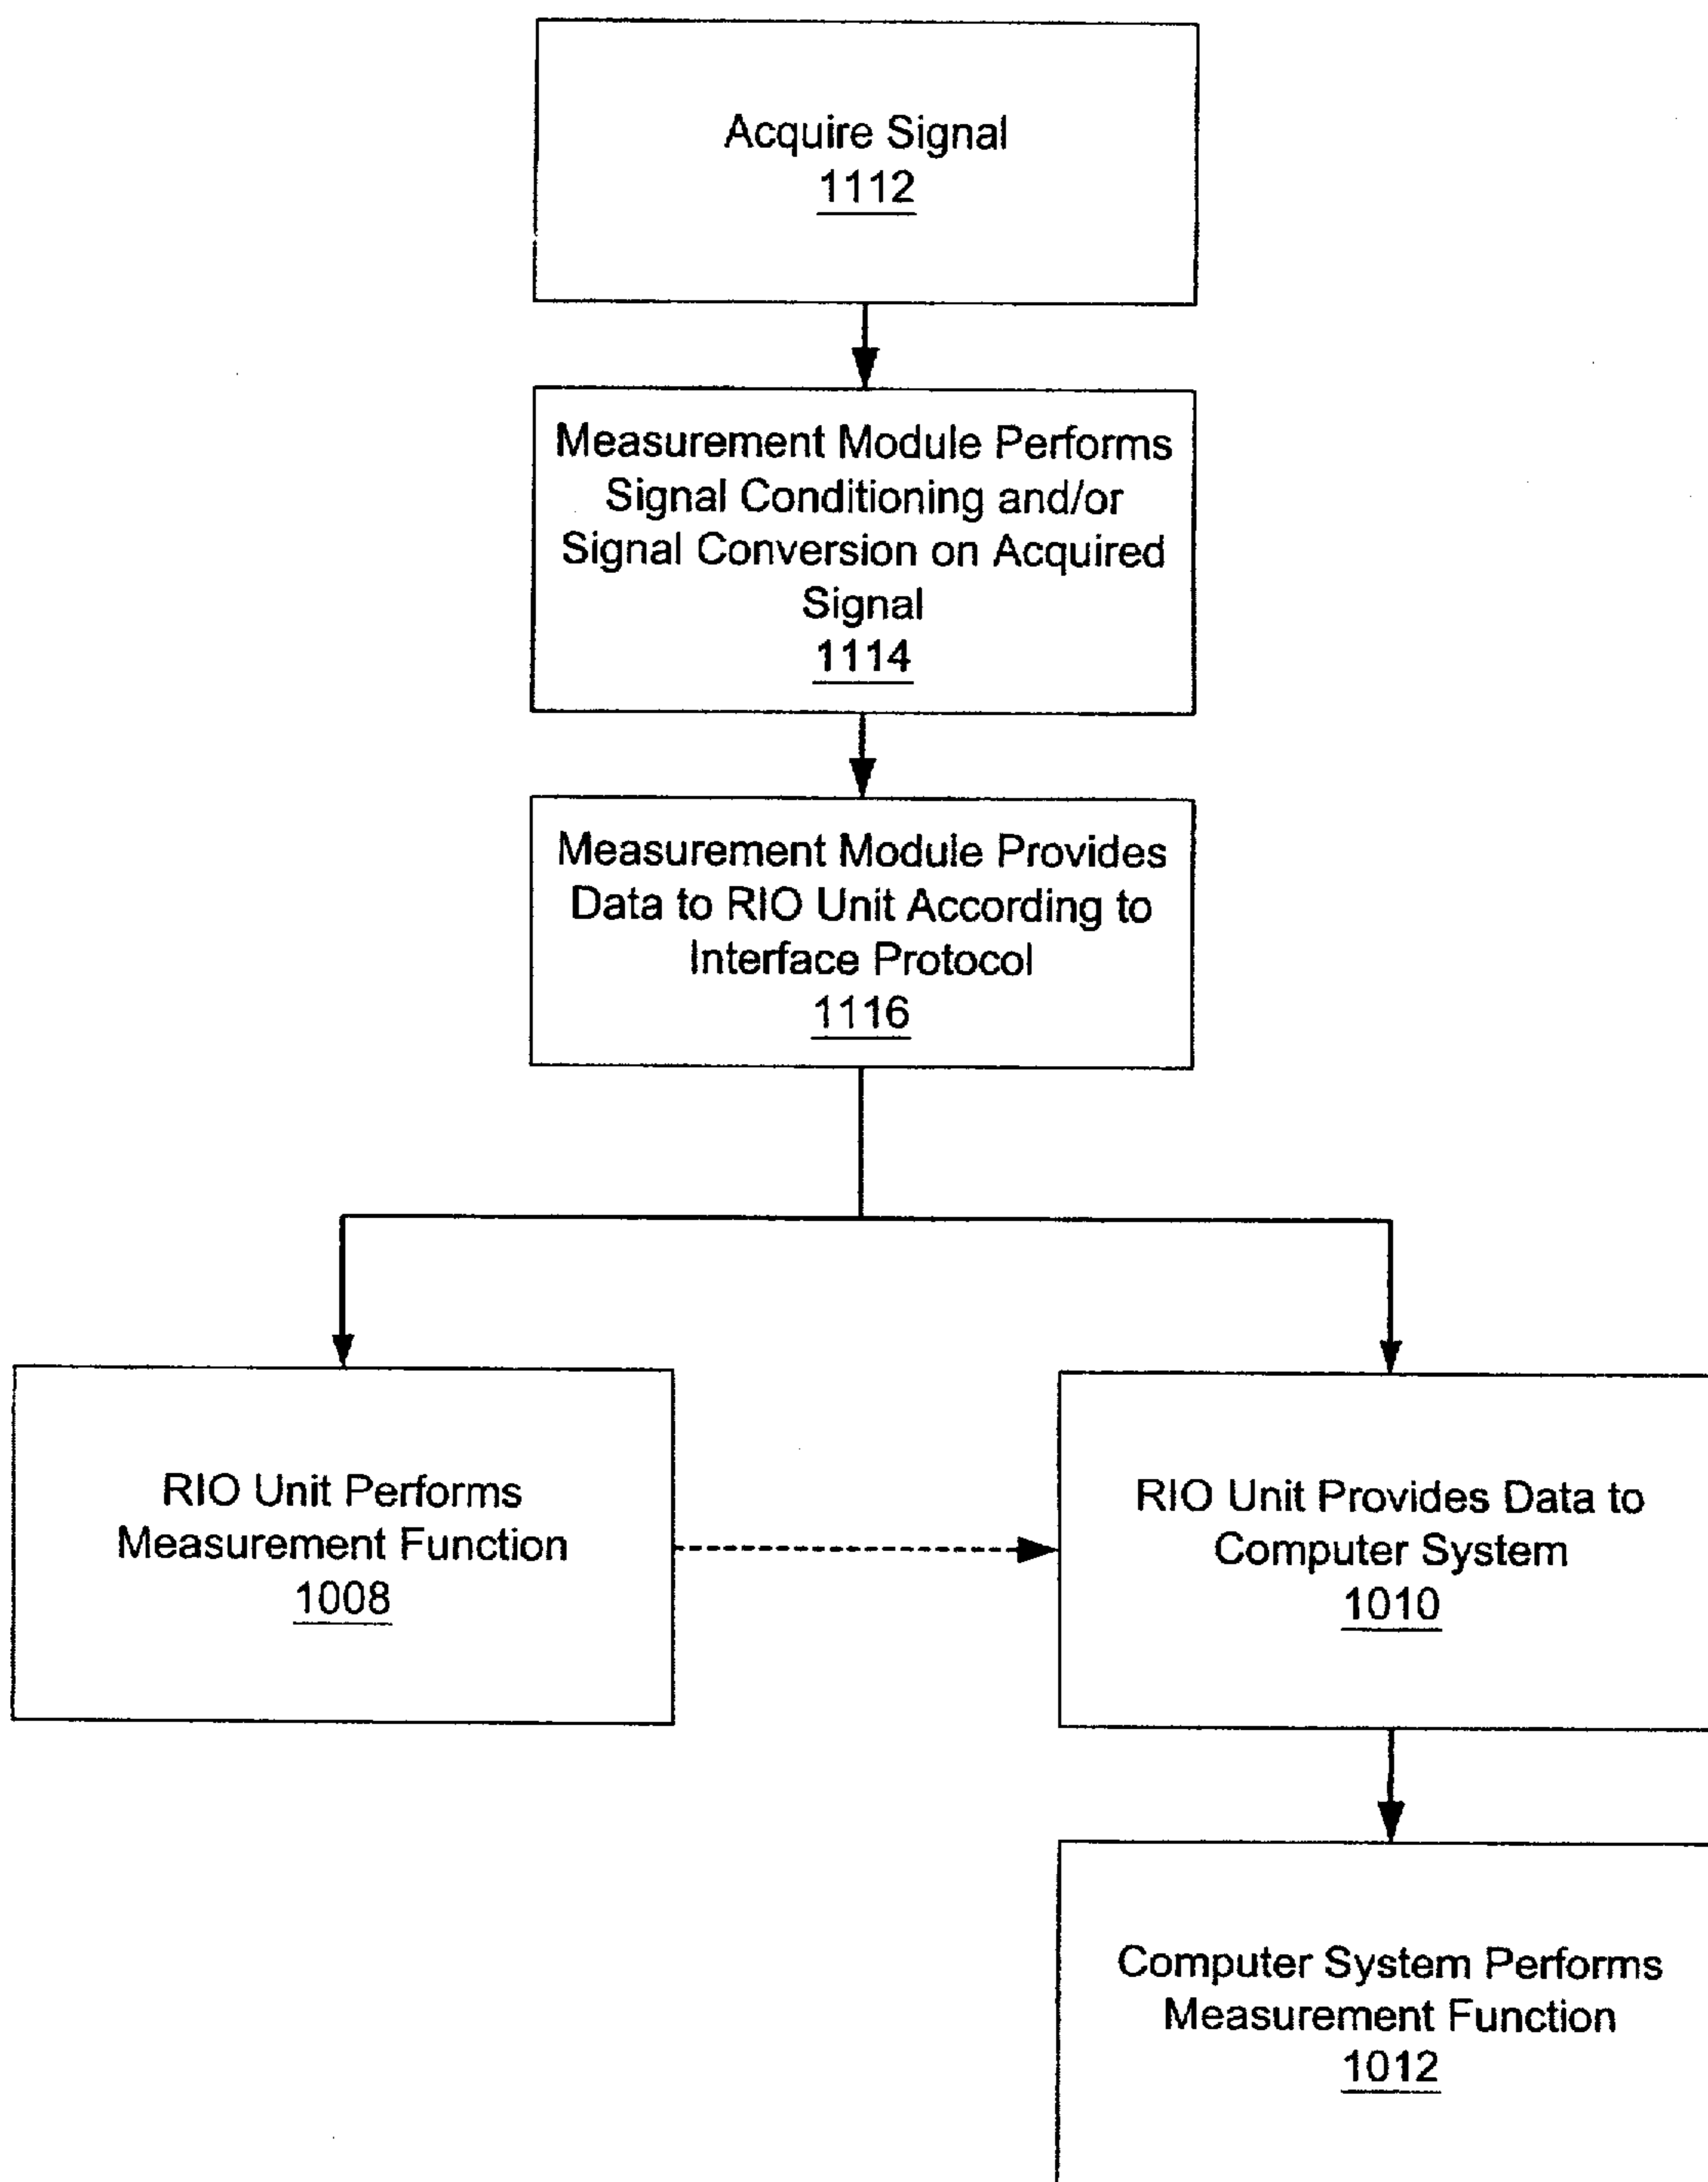 Acquire Signal
1112
Measurement Module Performs
Signal Conditioning and/or
Signal Conversion on Acquired
Signal
1114
Measurement Module Provides
Data to RIO Unit According to
Interface Protocol
1116
RIO Unit Performs
Measurement Function
1008
RIO Unit Provides Data to
Computer System
1010
Computer System Performs
Measurement Function
1012